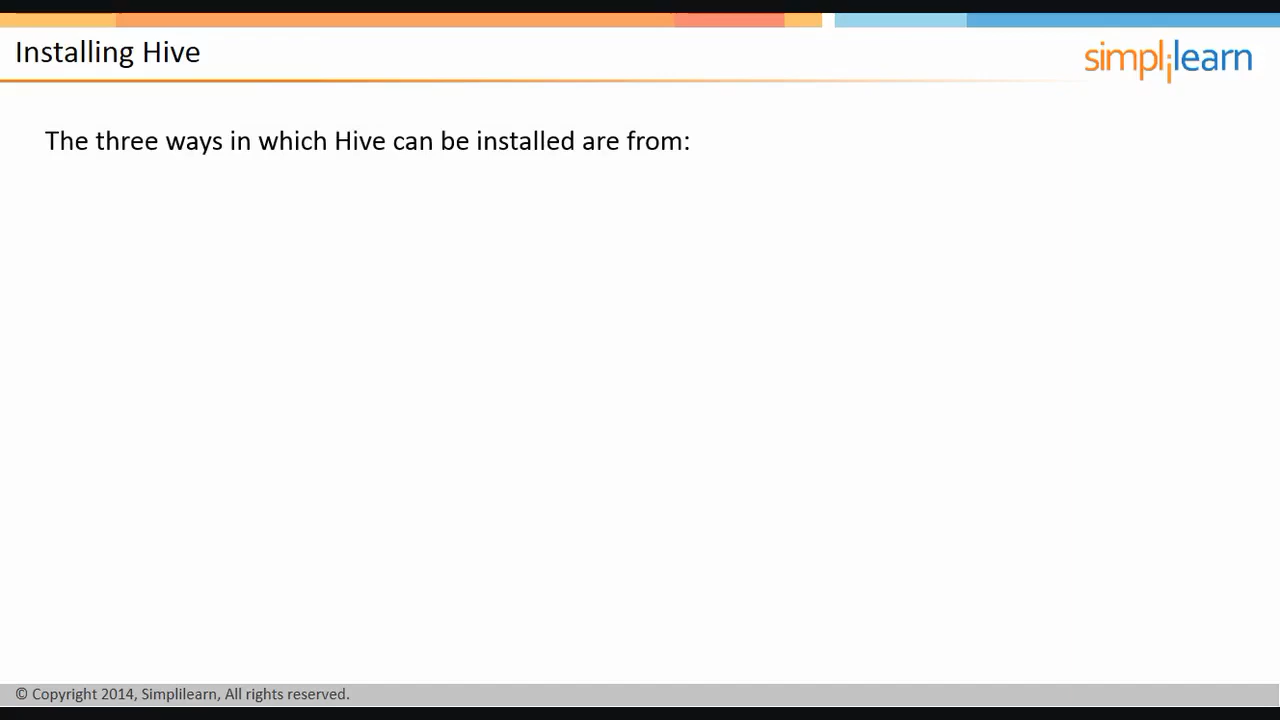 Installing Hive
simplilearn
The three ways in which Hive can be installed are from:
© Copyright 2014, Simplilearn, All rights reserved.